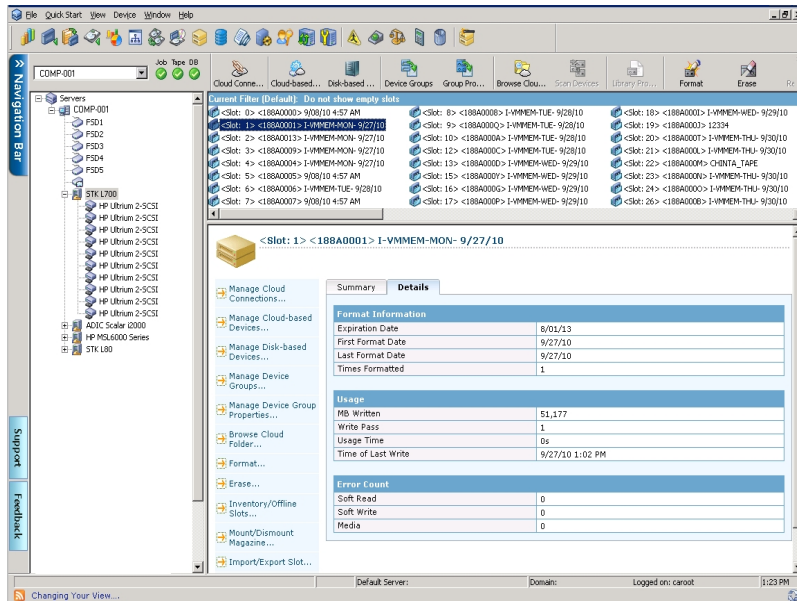 File Quick Start View Device Window Help
COMP-001
Job Tape DB
Cloud Conne... Cloud-based... Disk-based ... Device Groups Group Pro... Browse Clou... Scan Devices Library Pro... Format Erase Re
» Navigation Bar
Support
Feedback
Servers
COMP-001
FSD1
FSD2
FSD3
FSD4
FSD5
STK L700
HP Ultrium 2-SCSI
HP Ultrium 2-SCSI
HP Ultrium 2-SCSI
HP Ultrium 2-SCSI
HP Ultrium 2-SCSI
HP Ultrium 2-SCSI
HP Ultrium 2-SCSI
HP Ultrium 2-SCSI
HP Ultrium 2-SCSI
HP Ultrium 2-SCSI
ADIC Scalar i2000
HP MSL6000 Series
STK L80
Current Filter (Default): Do not show empty slots
<Slot: 0> <188A0000> 9/08/10 4:57 AM
<Slot: 1> <188A0001> I-VMMEM-MON- 9/27/10
<Slot: 2> <188A0013> I-VMMEM-MON- 9/27/10
<Slot: 3> <188A0009> I-VMMEM-MON- 9/27/10
<Slot: 4> <188A0004> I-VMMEM-MON- 9/27/10
<Slot: 5> <188A0005> 9/08/10 4:57 AM
<Slot: 6> <188A0006> I-VMMEM-TUE- 9/28/10
<Slot: 7> <188A0007> 9/08/10 4:57 AM
<Slot: 8> <188A0008> I-VMMEM-TUE- 9/28/10
<Slot: 9> <188A000Q> I-VMMEM-TUE- 9/28/10
<Slot: 10> <188A000A> I-VMMEM-TUE- 9/28/10
<Slot: 12> <188A000C> I-VMMEM-TUE- 9/28/10
<Slot: 13> <188A000D> I-VMMEM-WED- 9/29/10
<Slot: 15> <188A000Y> I-VMMEM-WED- 9/29/10
<Slot: 16> <188A000G> I-VMMEM-WED- 9/29/10
<Slot: 17> <188A000P> I-VMMEM-WED- 9/29/10
<Slot: 18> <188A000I> I-VMMEM-WED- 9/29/10
<Slot: 19> <188A000J> 12334
<Slot: 20> <188A000T> I-VMMEM-THU- 9/30/10
<Slot: 21> <188A000L> I-VMMEM-THU- 9/30/10
<Slot: 22> <188A000M> CHINTA_TAPE
<Slot: 23> <188A000N> I-VMMEM-THU- 9/30/10
<Slot: 24> <188A000O> I-VMMEM-THU- 9/30/10
<Slot: 26> <188A000B> I-VMMEM-THU- 9/30/10
<Slot: 1> <188A0001> I-VMMEM-MON- 9/27/10
Manage Cloud
Connections...
Manage Cloud-based
Devices...
Manage Disk-based
Devices...
Manage Device
Groups...
Manage Device Group
Properties...
Browse Cloud
Folder...
Format...
Erase...
Inventory/Offline
Slots...
Mount/Dismount
Magazine...
Import/Export Slot...
Summary Details
Format Information
Expiration Date 8/01/13
First Format Date 9/27/10
Last Format Date 9/27/10
Times Formatted 1
Usage
MB Written 51,177
Write Pass 1
Usage Time 0s
Time of Last Write 9/27/10 1:02 PM
Error Count
Soft Read 0
Soft Write 0
Media 0
Default Server: Domain: Logged on: caroot 1:23 PM
Changing Your View....